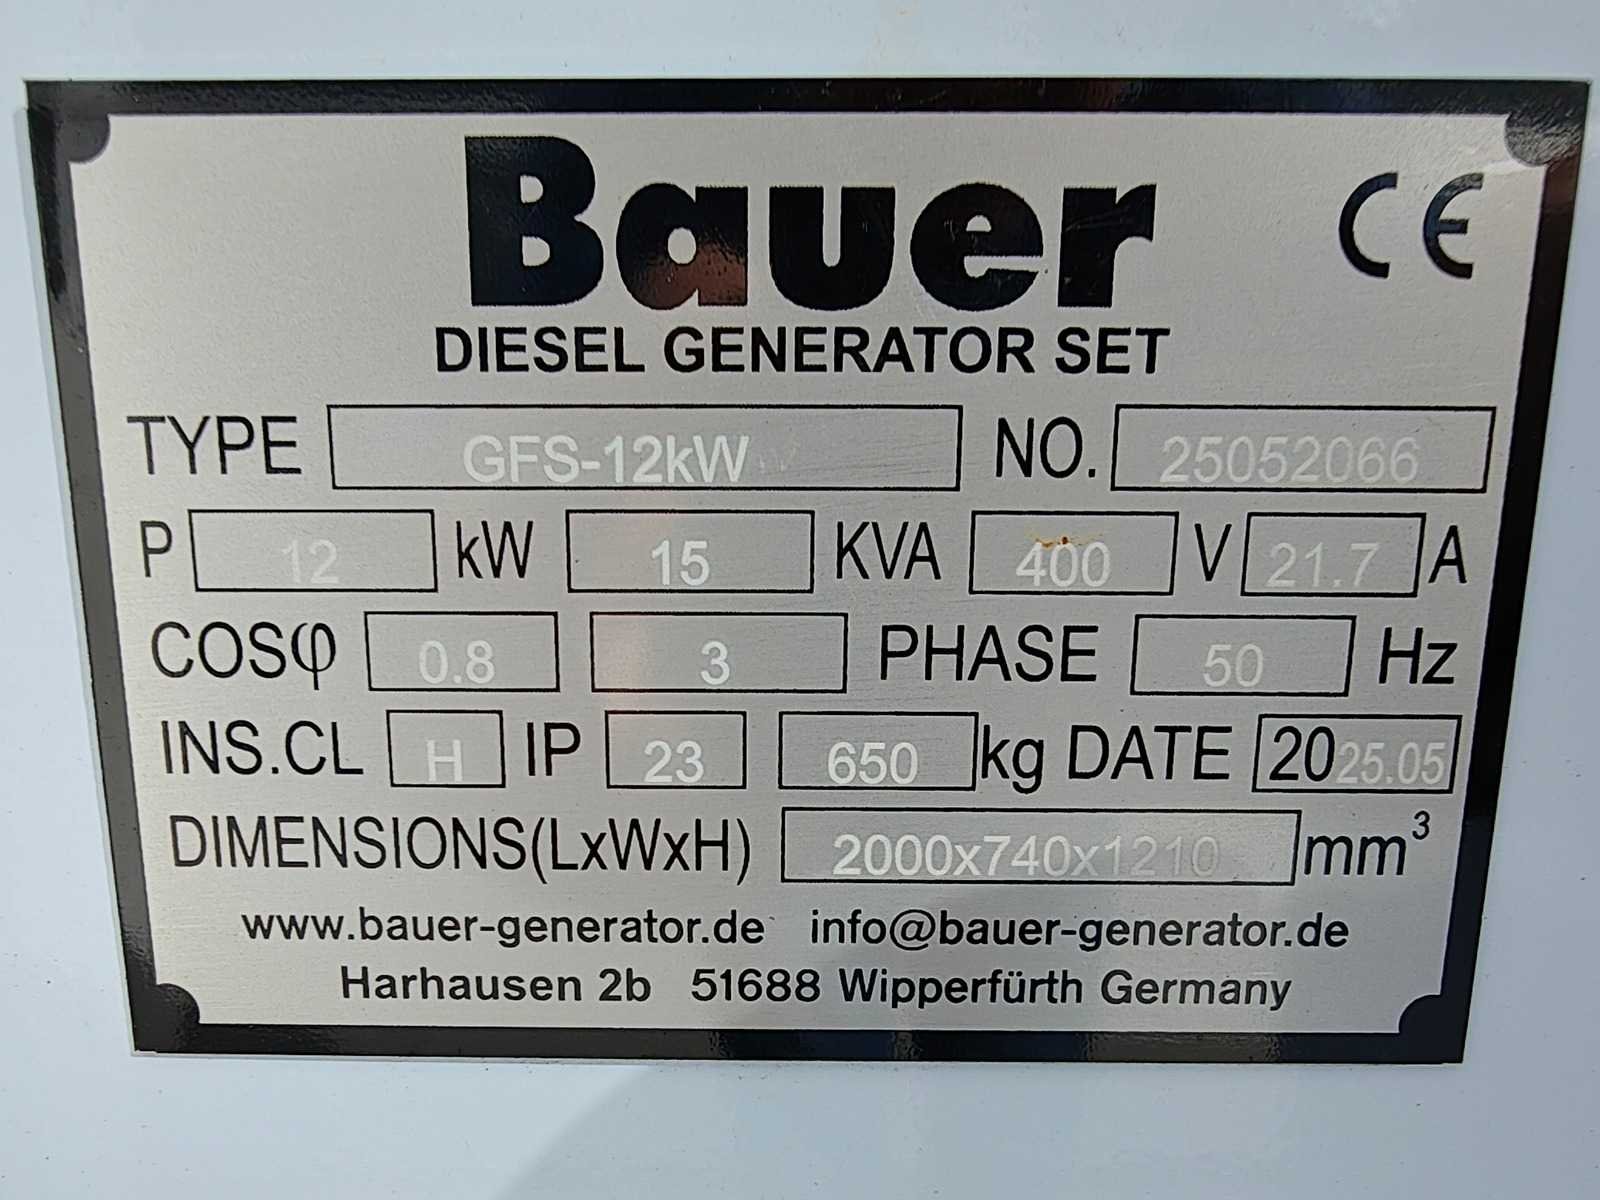 Bauer CE
DIESEL GENERATOR SET
TYPE GFS-12kW NO. 25052066
P 12 kW 15 KVA 400 V 21.7 A
COSφ 0.8 3 PHASE 50 Hz
INS.CL H IP 23 650 kg DATE 2025.05
DIMENSIONS(LxWxH) 2000x740x1210 mm³
www.bauer-generator.de info@bauer-generator.de
Harhausen 2b 51688 Wipperfürth Germany